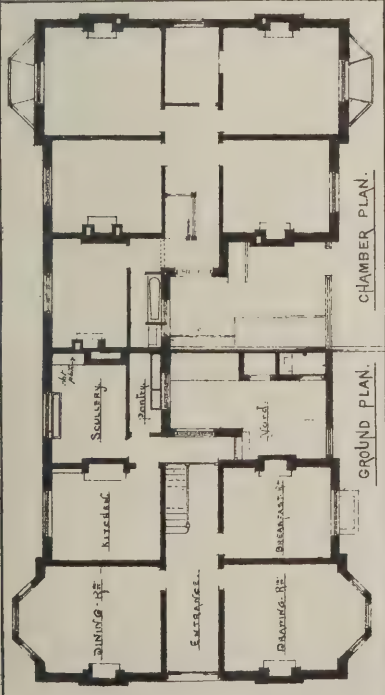 CHAMBER PLAN.
GROUND PLAN.
SCULLERY
Pantry
Yard.
KITCHEN
BREAKFAST Rᴹ
DINING-Rᴹ
ENTRANCE.
DRAWING-Rᴹ